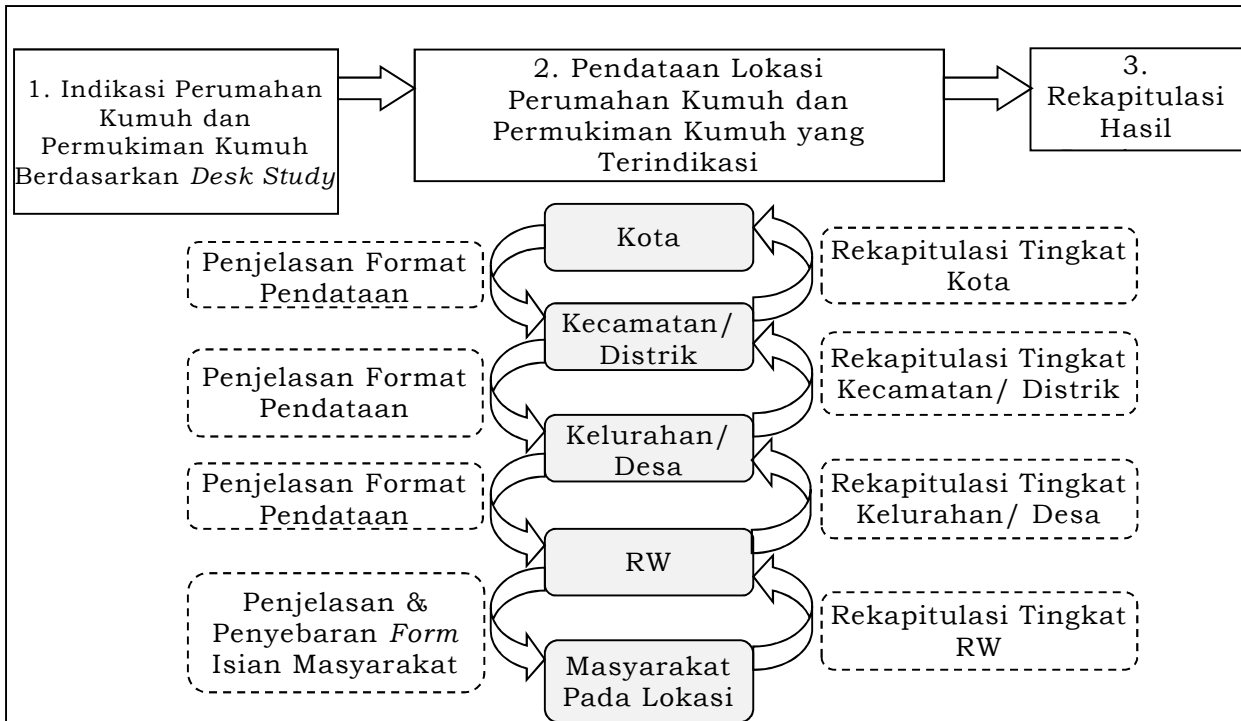 1. Indikasi Perumahan
Kumuh dan
Permukiman Kumuh
Berdasarkan Desk Study
2. Pendataan Lokasi
Perumahan Kumuh dan
Permukiman Kumuh yang
Terindikasi
3.
Rekapitulasi
Hasil
Kota
Penjelasan Format
Pendataan
Rekapitulasi Tingkat
Kota
Kecamatan/
Distrik
Penjelasan Format
Pendataan
Rekapitulasi Tingkat
Kecamatan/ Distrik
Kelurahan/
Desa
Penjelasan Format
Pendataan
Rekapitulasi Tingkat
Kelurahan/ Desa
RW
Penjelasan &
Penyebaran Form
Isian Masyarakat
Rekapitulasi Tingkat
RW
Masyarakat
Pada Lokasi